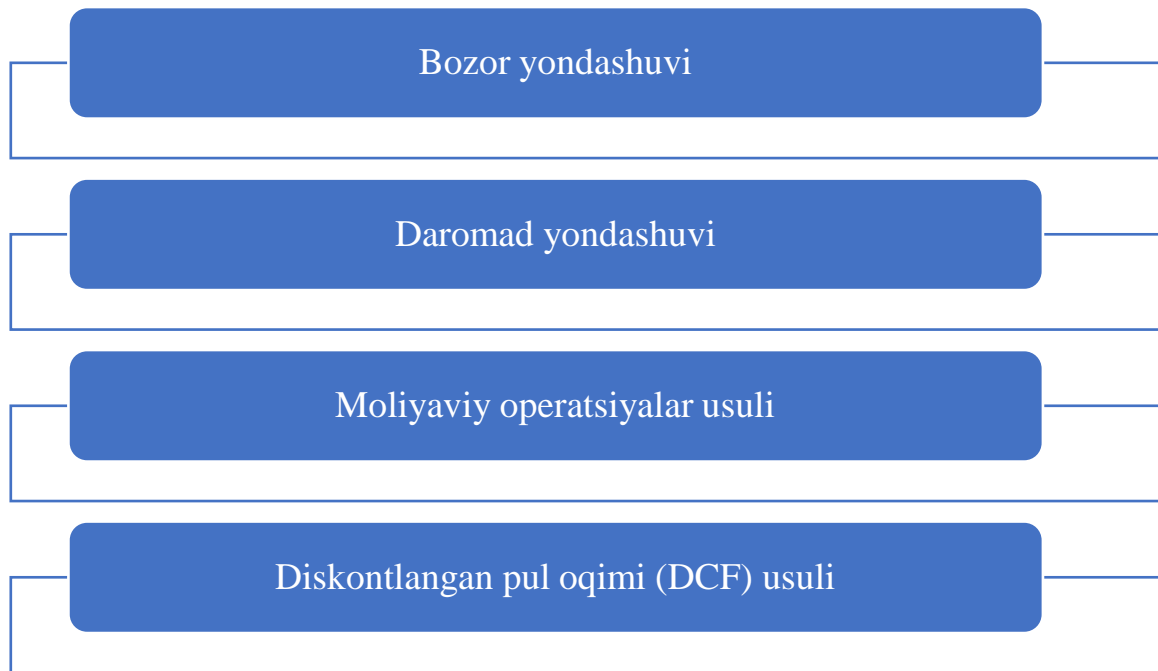 Bozor yondashuvi
Daromad yondashuvi
Moliyaviy operatsiyalar usuli
Diskontlangan pul oqimi (DCF) usuli